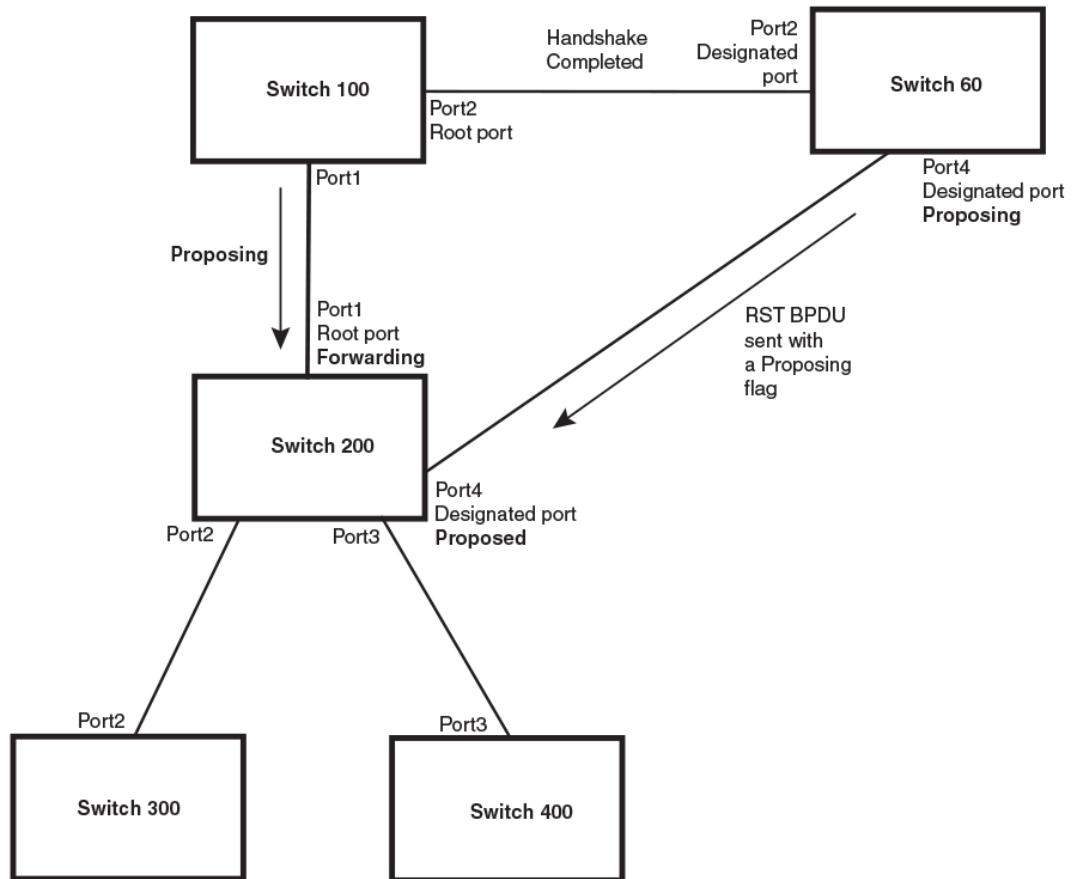 Switch 100
Handshake
Completed
Port2
Designated
port
Switch 60
Port2
Root port
Port1
Port4
Designated port
Proposing
Proposing
Port1
Root port
Forwarding
RST BPDU
sent with
a Proposing
flag
Switch 200
Port4
Designated port
Proposed
Port2
Port3
Port2
Port3
Switch 300
Switch 400